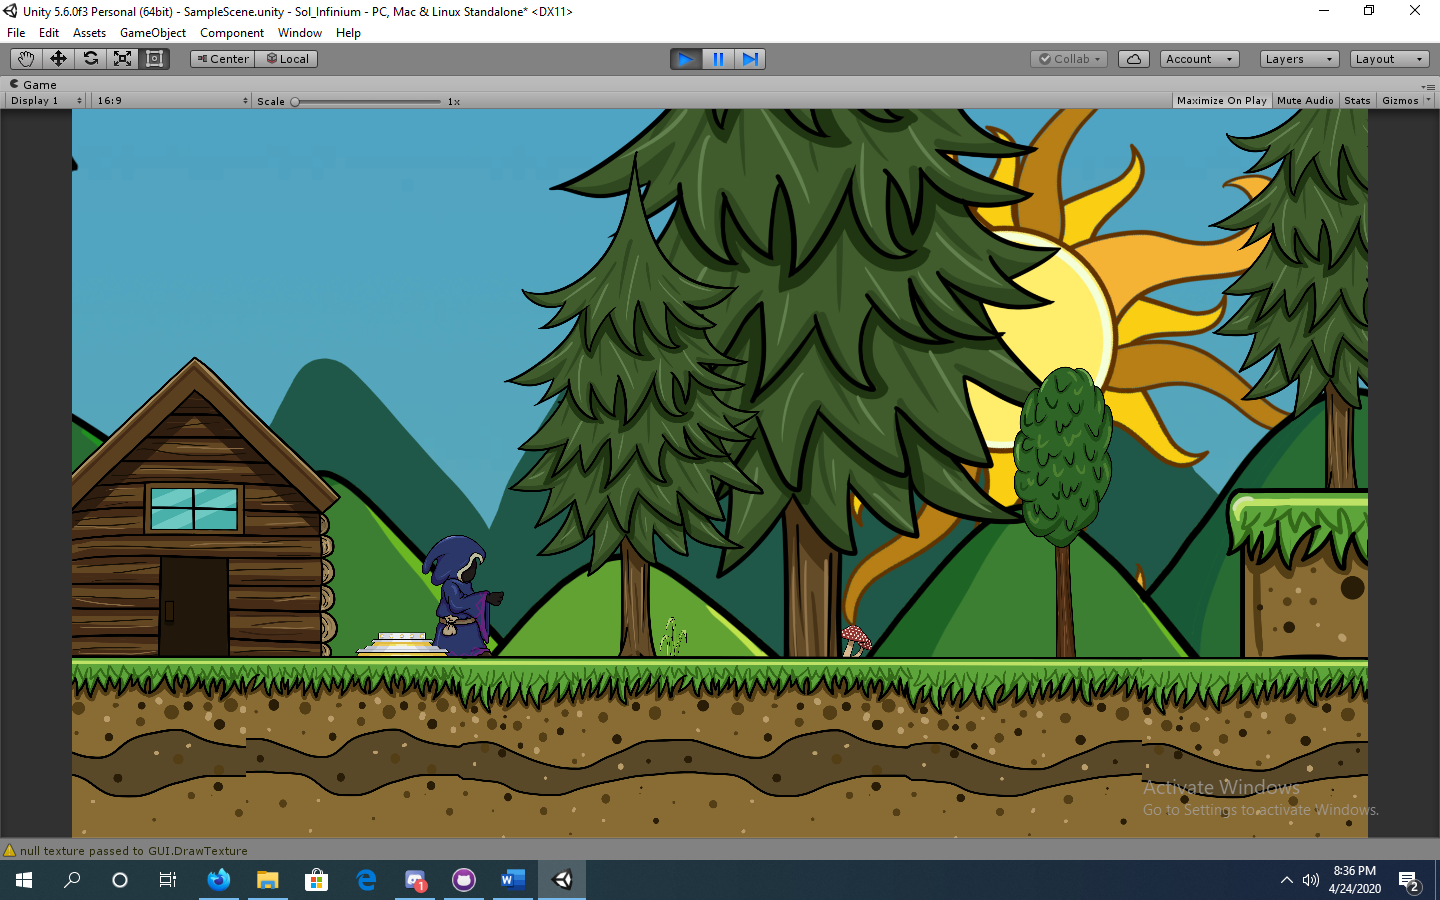 Unity 5.6.0f3 Personal (64bit) - SampleScene.unity - Sol_Infinium - PC, Mac & Linux Standalone* <DX11>
File Edit Assets GameObject Component Window Help
Center Local Collab Account Layers Layout
Game
Display 1 16:9 Scale 1x Maximize On Play Mute Audio Stats Gizmos
Activate Windows
Go to Settings to activate Windows.
null texture passed to GUI.DrawTexture
1
8:36 PM
4/24/2020
2